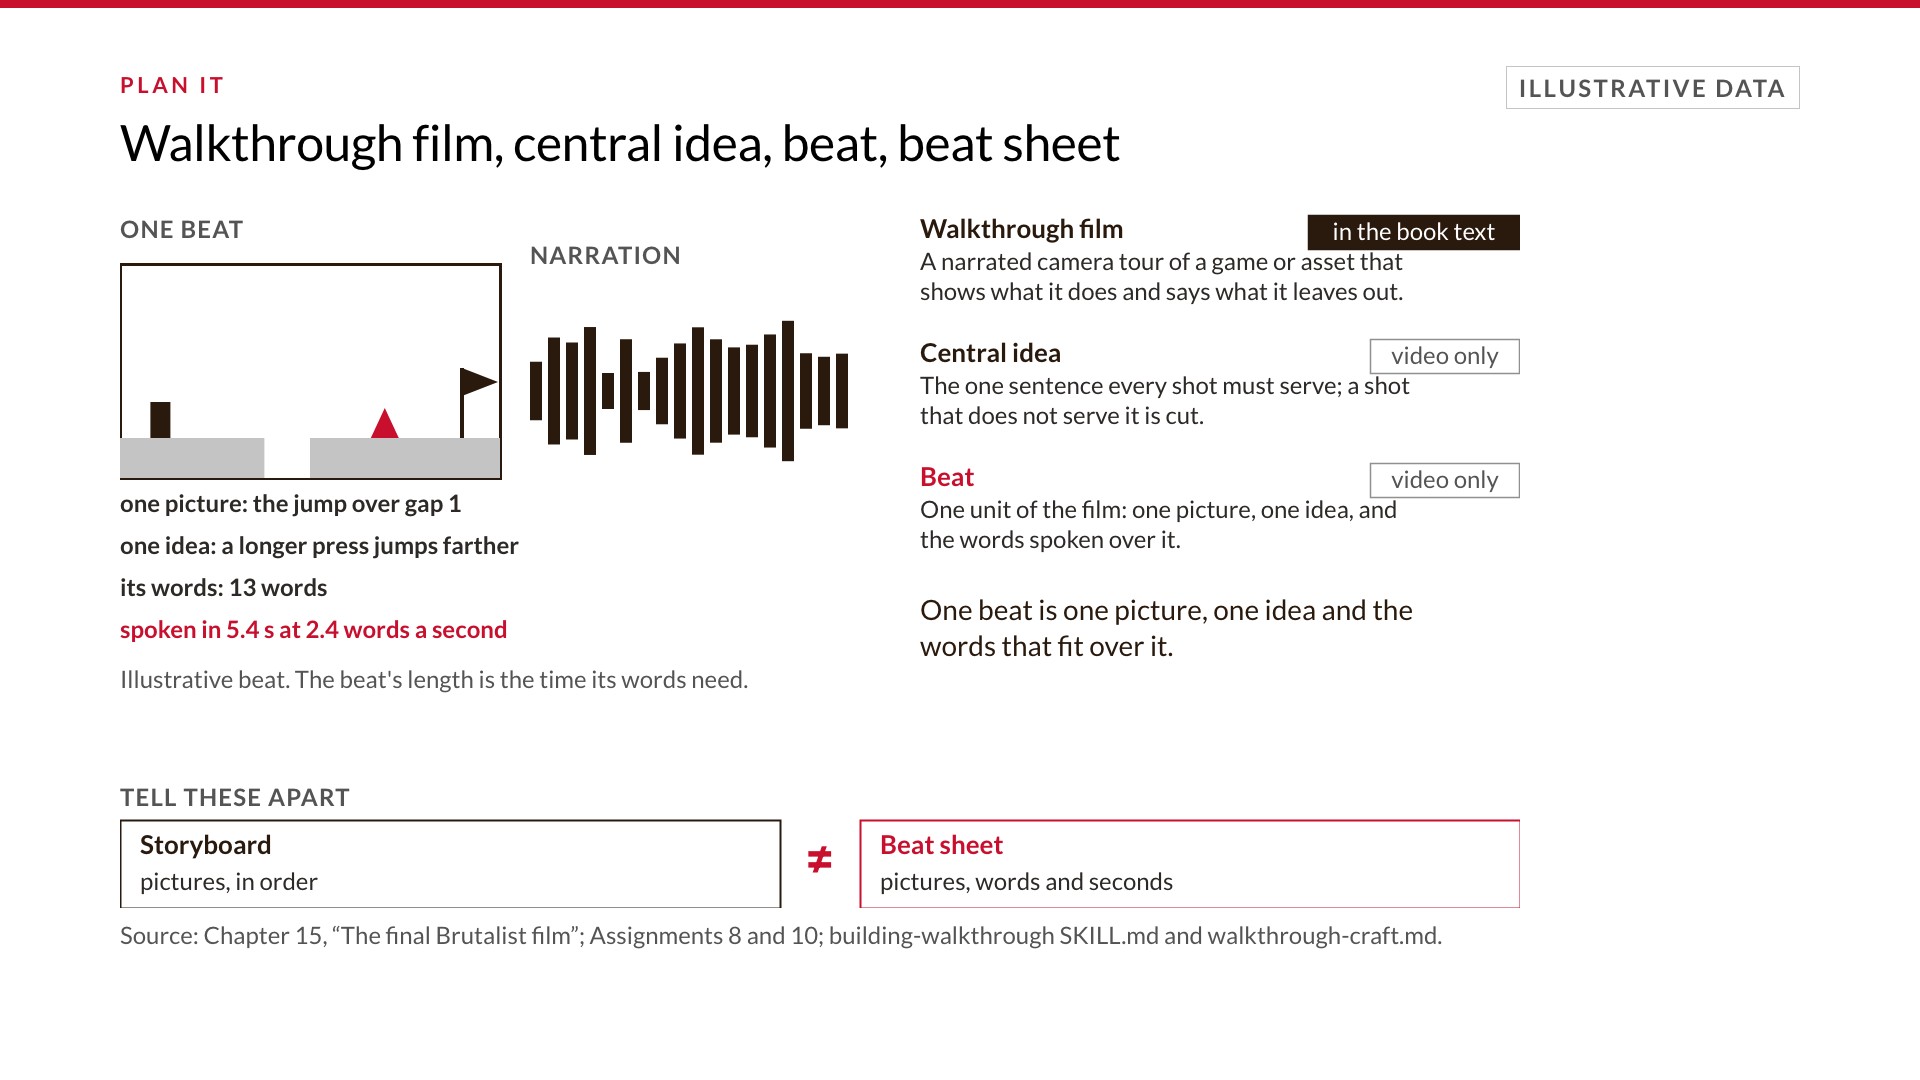 PLAN IT
ILLUSTRATIVE DATA
Walkthrough film, central idea, beat, beat sheet
ONE BEAT
NARRATION
one picture: the jump over gap 1
one idea: a longer press jumps farther
its words: 13 words
spoken in 5.4 s at 2.4 words a second
Illustrative beat. The beat's length is the time its words need.
Walkthrough film
in the book text
A narrated camera tour of a game or asset that
shows what it does and says what it leaves out.
Central idea
video only
The one sentence every shot must serve; a shot
that does not serve it is cut.
Beat
video only
One unit of the film: one picture, one idea, and
the words spoken over it.
One beat is one picture, one idea and the
words that fit over it.
TELL THESE APART
Storyboard
pictures, in order
≠
Beat sheet
pictures, words and seconds
Source: Chapter 15, “The final Brutalist film”; Assignments 8 and 10; building-walkthrough SKILL.md and walkthrough-craft.md.